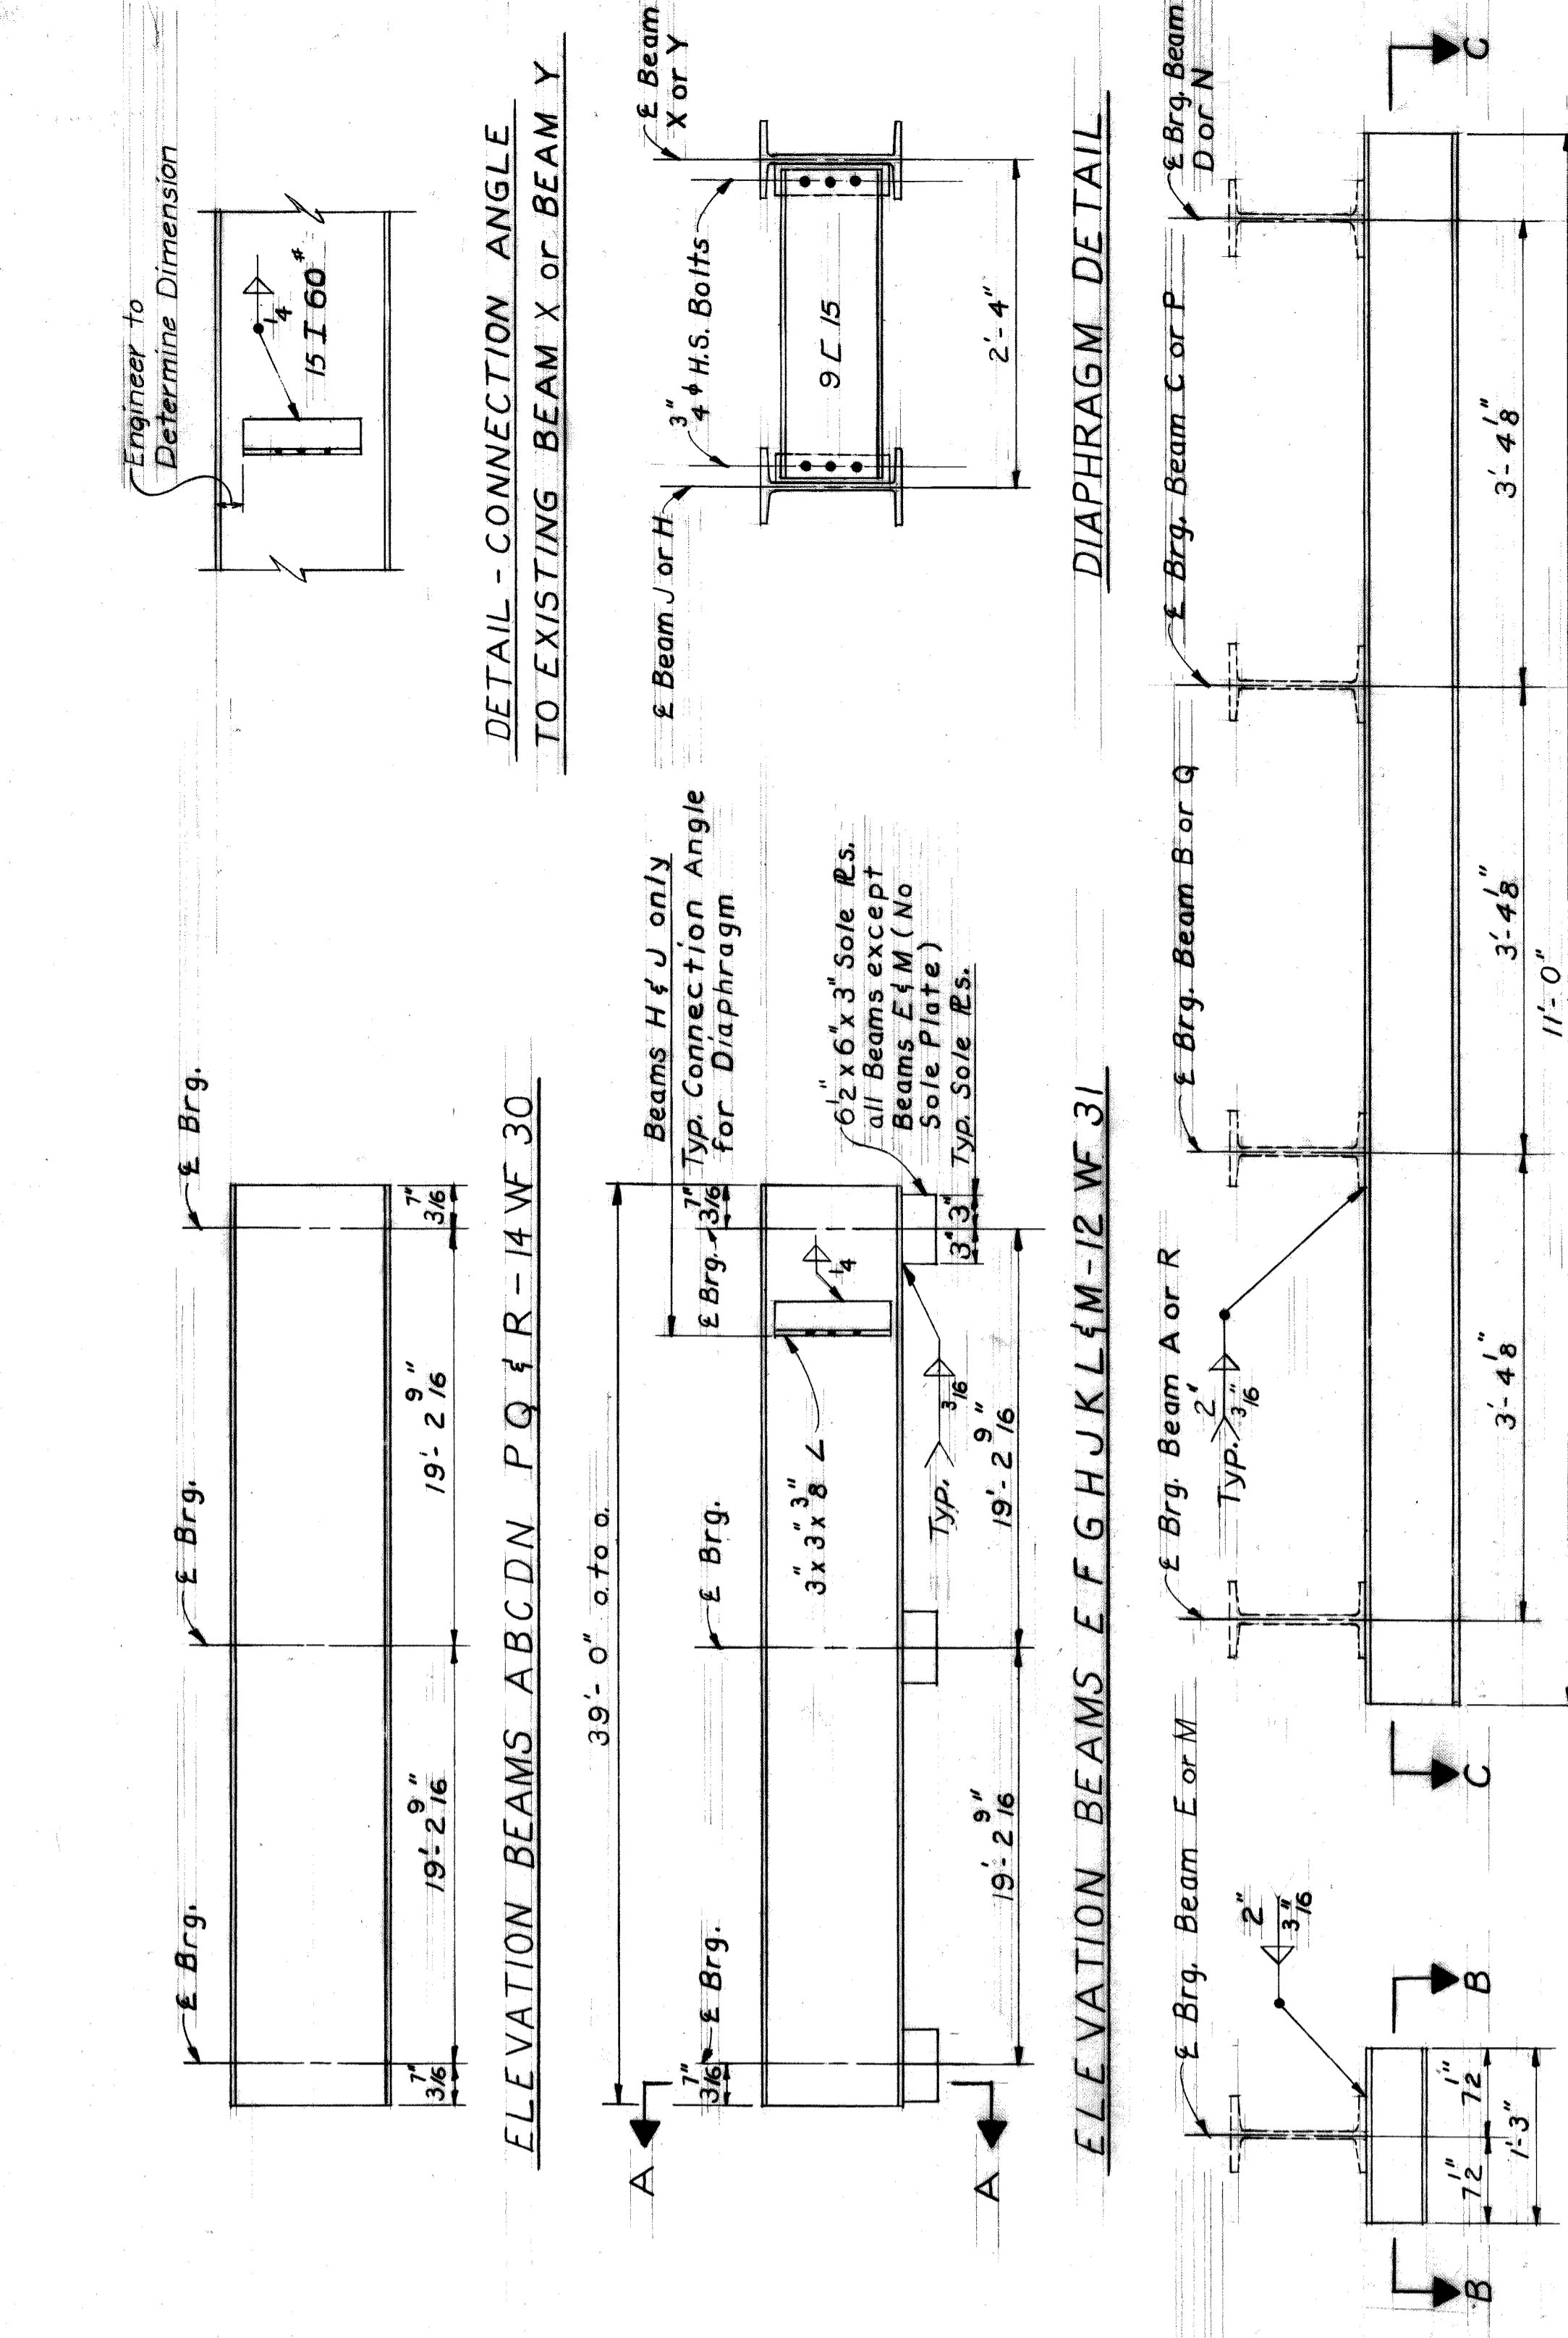 ℄ Brg.
℄ Brg.
℄ Brg.
3 7/16"
19'- 2 9/16"
19'- 2 9/16"
3 7/16"
ELEVATION BEAMS A B C D N P Q & R - 14 WF 30
Engineer to
Determine Dimension
1/4
15 I 60#
DETAIL - CONNECTION ANGLE
TO EXISTING BEAM X or BEAM Y
39'- 0" o. to o.
Beams H & J only
Typ. Connection Angle
for Diaphragm
A
3 7/16"
℄ Brg.
℄ Brg.
℄ Brg.
3 7/16"
3" x 3" x 3/8" L
1/4
6 1/2" x 6" x 3" Sole ℞s.
all Beams except
Beams E & M (No
Sole Plate)
Typ. Sole ℞s.
3" 3"
Typ.
3/16
A
19'- 2 9/16"
19'- 2 9/16"
ELEVATION BEAMS E F G H J K L & M - 12 WF 31
℄ Beam J or H
3/4" ϕ H.S. Bolts
℄ Beam
X or Y
9 [ 15
2'- 4"
DIAPHRAGM DETAIL
℄ Brg. Beam E or M
2"
3/16"
B
B
7 1/2"
7 1/2"
1'-3"
℄ Brg. Beam A or R
℄ Brg. Beam B or Q
℄ Brg. Beam C or P
℄ Brg. Beam
D or N
Typ.
2'
3/16"
C
C
3'- 4 1/8"
3'- 4 1/8"
3'- 4 1/8"
11'- 0"